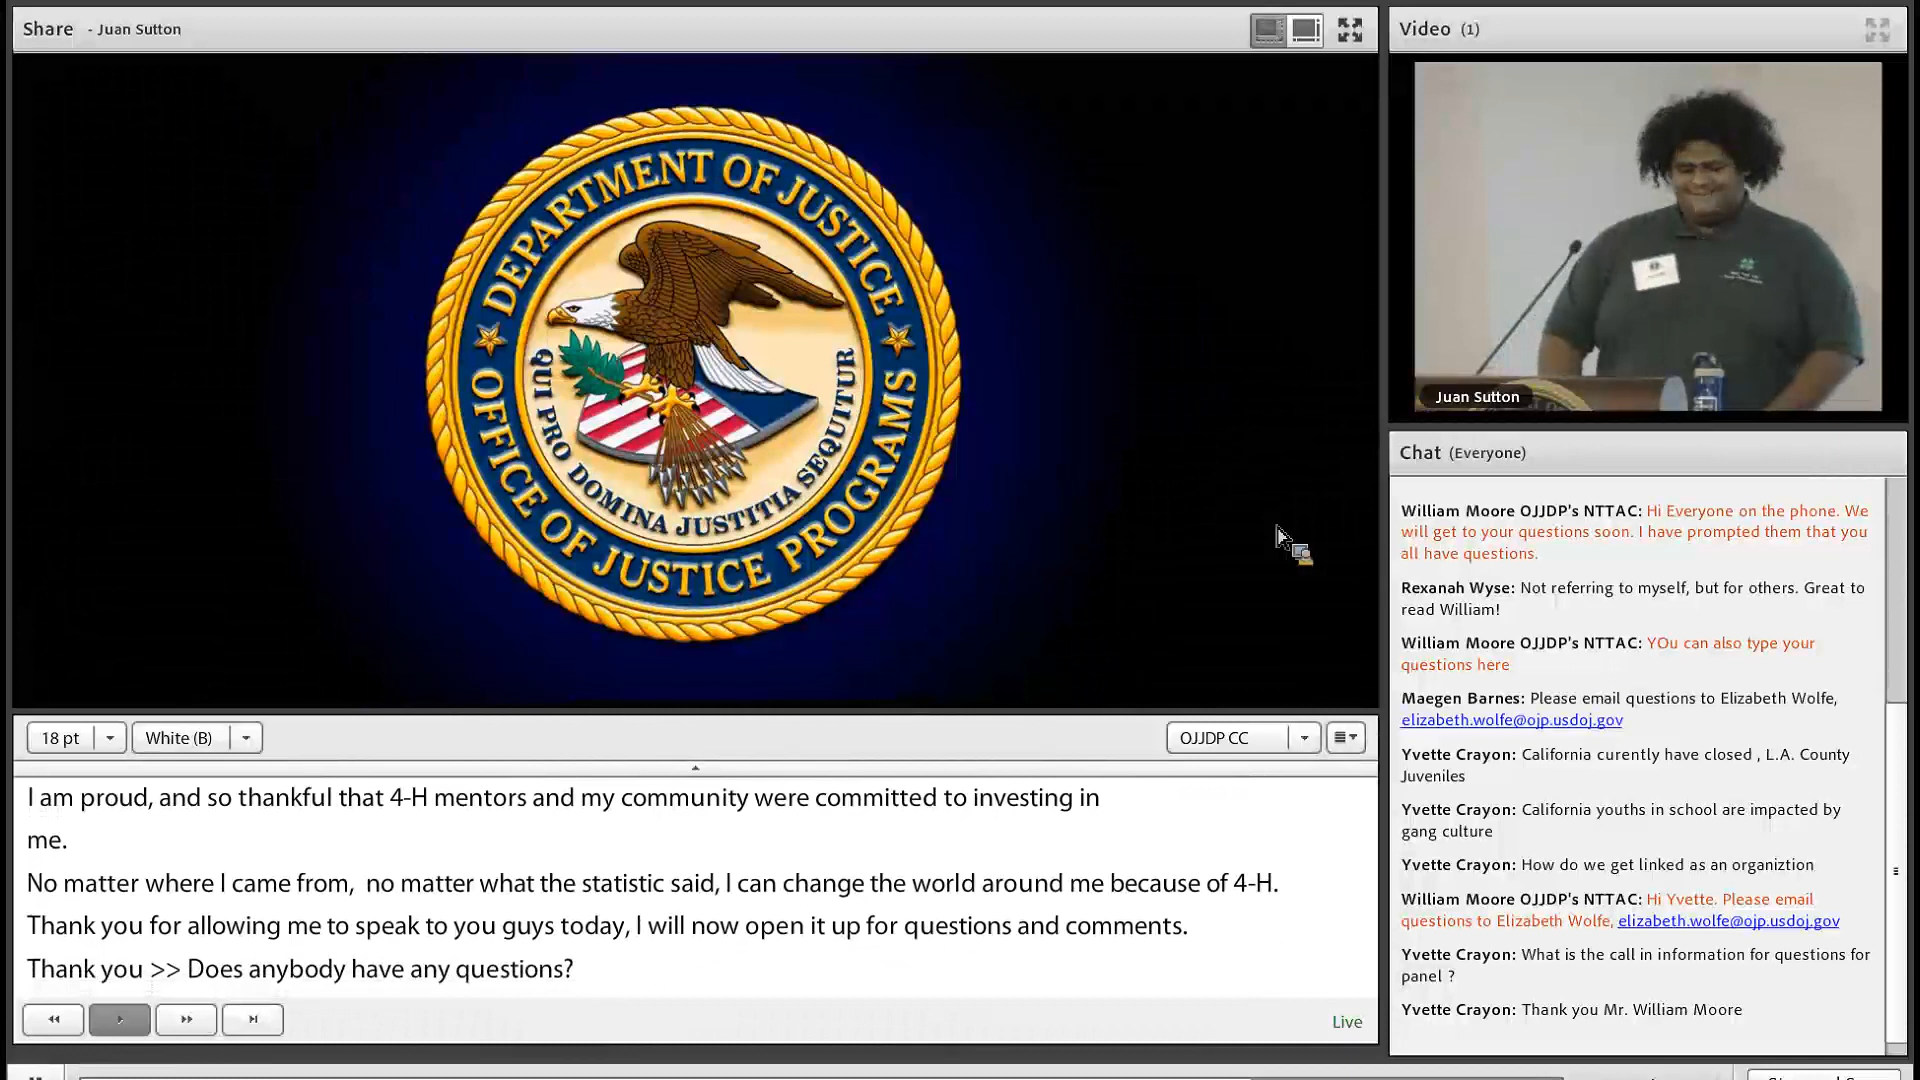 Share - Juan Sutton
DEPARTMENT OF JUSTICE
OFFICE OF JUSTICE PROGRAMS
QUI PRO DOMINA JUSTITIA SEQUITUR
18 pt
White (B)
OJJDP CC
I am proud, and so thankful that 4-H mentors and my community were committed to investing in
me.
No matter where I came from,  no matter what the statistic said, I can change the world around me because of 4-H.
Thank you for allowing me to speak to you guys today, I will now open it up for questions and comments.
Thank you >> Does anybody have any questions?
Live
Video (1)
Juan Sutton
Chat (Everyone)
William Moore OJJDP's NTTAC: Hi Everyone on the phone. We
will get to your questions soon. I have prompted them that you
all have questions.
Rexanah Wyse: Not referring to myself, but for others. Great to
read William!
William Moore OJJDP's NTTAC: YOu can also type your
questions here
Maegen Barnes: Please email questions to Elizabeth Wolfe,
elizabeth.wolfe@ojp.usdoj.gov
Yvette Crayon: California curently have closed , L.A. County
Juveniles
Yvette Crayon: California youths in school are impacted by
gang culture
Yvette Crayon: How do we get linked as an organiztion
William Moore OJJDP's NTTAC: Hi Yvette. Please email
questions to Elizabeth Wolfe, elizabeth.wolfe@ojp.usdoj.gov
Yvette Crayon: What is the call in information for questions for
panel ?
Yvette Crayon: Thank you Mr. William Moore